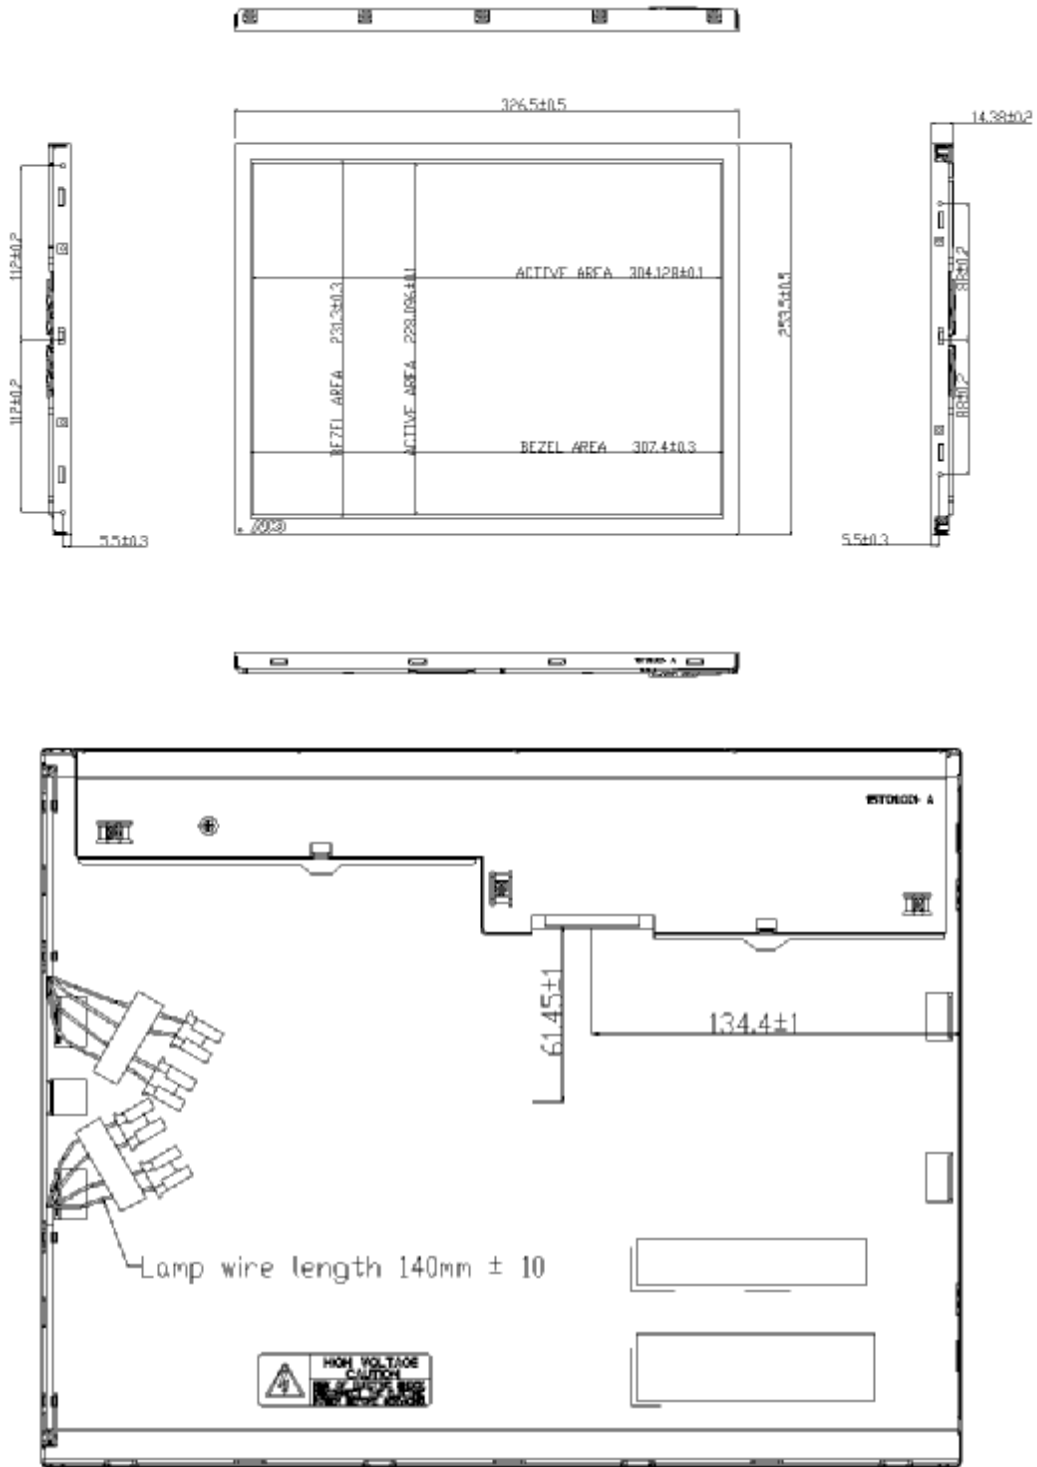 326.5±0.5
14.38±0.2
112±0.2
112±0.2
ACTIVE AREA 304.128±0.1
BEZEL AREA 231.3±0.3
ACTIVE AREA 228.096±0.1
253.5±0.5
BEZEL AREA 307.4±0.3
88±0.2
88±0.2
AUO
5.5±0.3
5.5±0.3
61.45±1
134.4±1
Lamp wire length 140mm ± 10
HIGH VOLTAGE
CAUTION